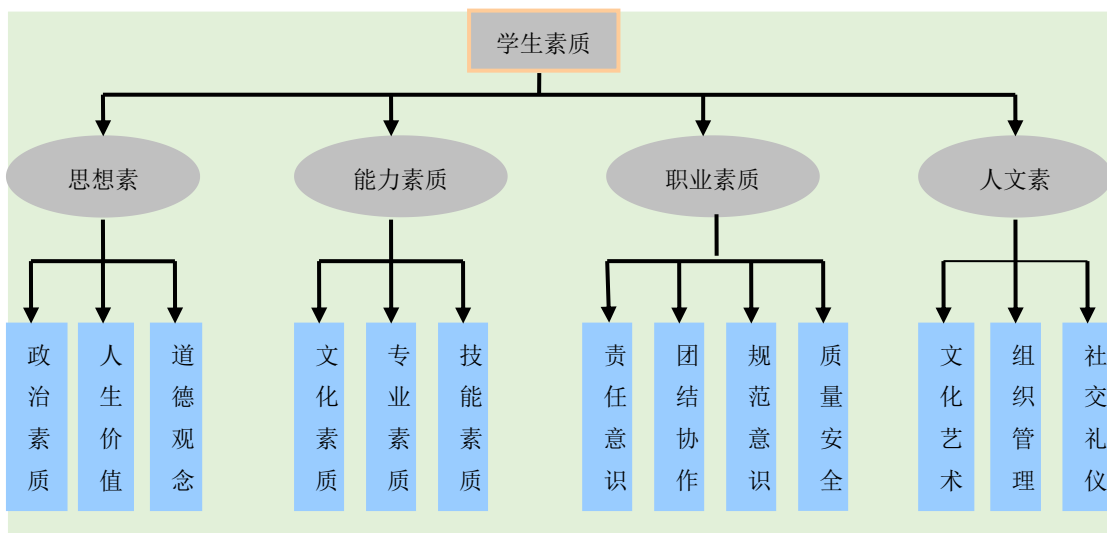 学生素质
思想素
能力素质
职业素质
人文素
政治素质
人生价值
道德观念
文化素质
专业素质
技能素质
责任意识
团结协作
规范意识
质量安全
文化艺术
组织管理
社交礼仪